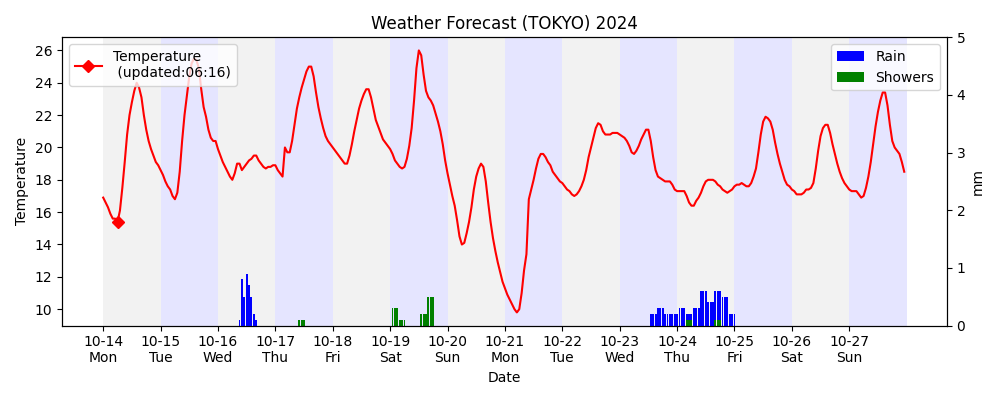 Weather Forecast (TOKYO) 2024
Temperature
(updated:06:16)
Rain
Showers
Temperature
26
24
22
20
18
16
14
12
10
5
4
3
2
1
0
mm
10-14 10-15 10-16 10-17 10-18 10-19 10-20 10-21 10-22 10-23 10-24 10-25 10-26 10-27
Mon Tue Wed Thu Fri Sat Sun Mon Tue Wed Thu Fri Sat Sun
Date